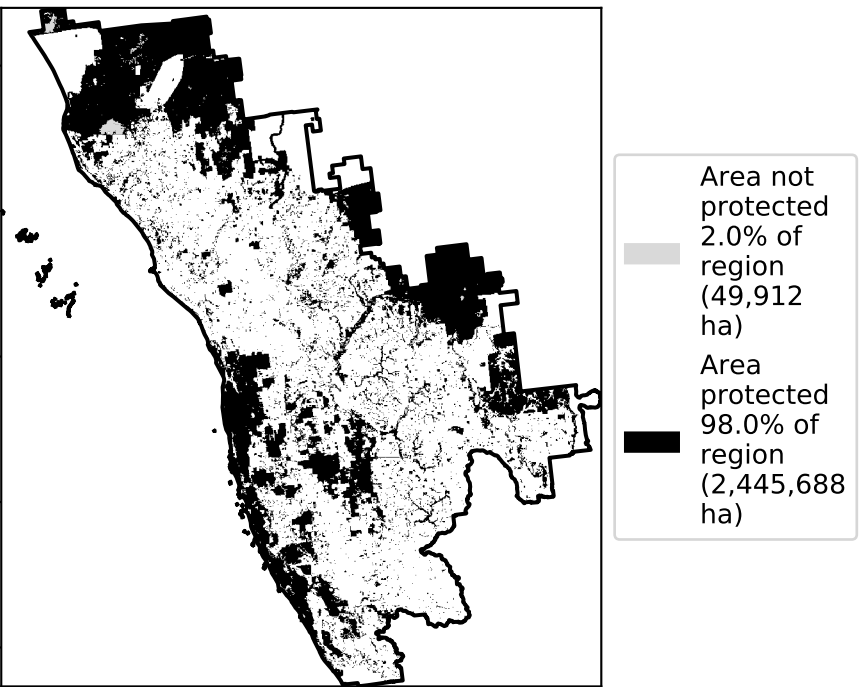 Area not
protected
2.0% of
region
(49,912
ha)
Area
protected
98.0% of
region
(2,445,688
ha)